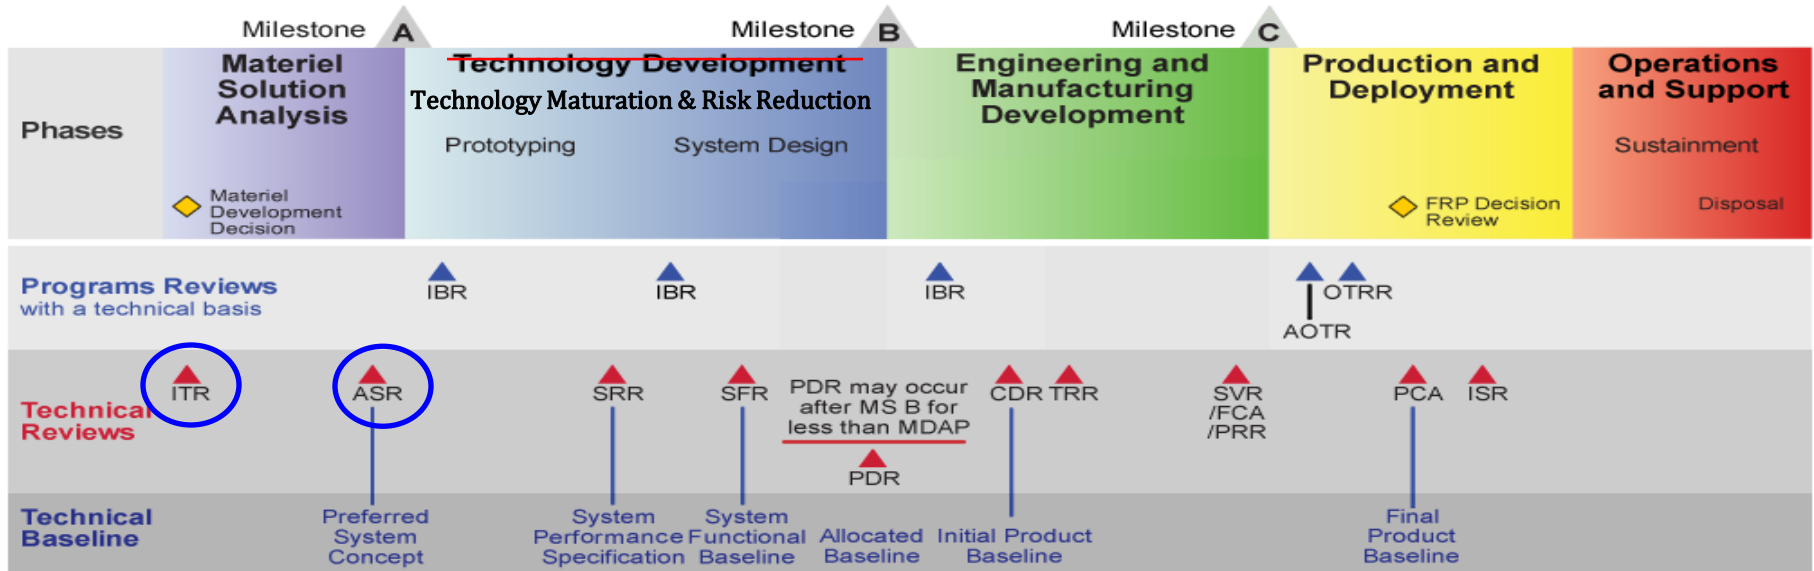 Milestone A
Milestone B
Milestone C
Phases
Materiel
Solution
Analysis
Materiel
Development
Decision
Technology Development
Technology Maturation & Risk Reduction
Prototyping
System Design
Engineering and
Manufacturing
Development
Production and
Deployment
FRP Decision
Review
Operations
and Support
Sustainment
Disposal
Programs Reviews
with a technical basis
IBR
IBR
IBR
OTRR
AOTR
Technical
Reviews
ITR
ASR
SRR
SFR
PDR may occur
after MS B for
less than MDAP
PDR
CDR
TRR
SVR
/FCA
/PRR
PCA
ISR
Technical
Baseline
Preferred
System
Concept
System
Performance
Specification
System
Functional
Baseline
Allocated
Baseline
Initial Product
Baseline
Final
Product
Baseline